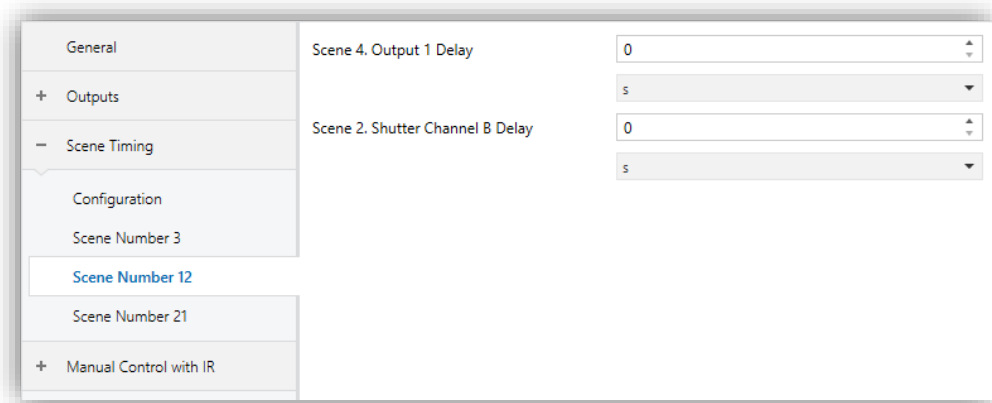 General
+ Outputs
− Scene Timing
Configuration
Scene Number 3
Scene Number 12
Scene Number 21
+ Manual Control with IR
Scene 4. Output 1 Delay
0
s
Scene 2. Shutter Channel B Delay
0
s